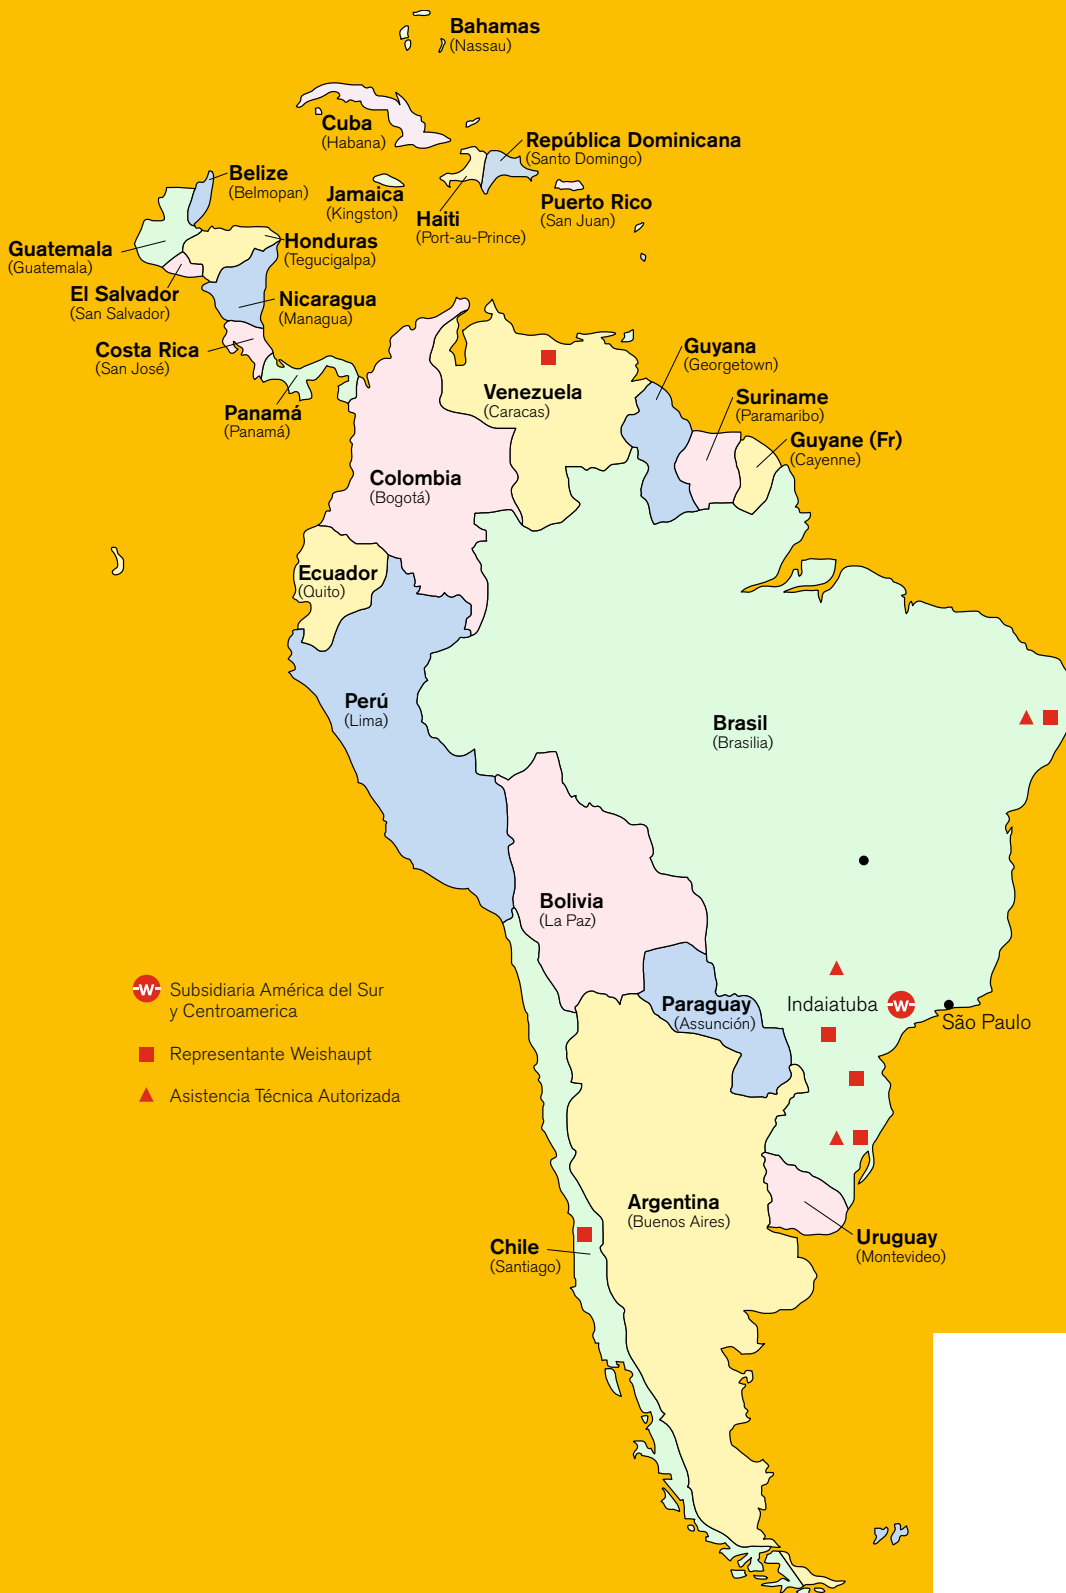 Bahamas
(Nassau)
Cuba
(Habana)
República Dominicana
(Santo Domingo)
Belize
(Belmopan)
Jamaica
(Kingston)
Haiti
(Port-au-Prince)
Puerto Rico
(San Juan)
Guatemala
(Guatemala)
Honduras
(Tegucigalpa)
El Salvador
(San Salvador)
Nicaragua
(Managua)
Costa Rica
(San José)
Panamá
(Panamá)
Venezuela
(Caracas)
Guyana
(Georgetown)
Suriname
(Paramaribo)
Guyane (Fr)
(Cayenne)
Colombia
(Bogotá)
Ecuador
(Quito)
Perú
(Lima)
Brasil
(Brasilia)
Bolivia
(La Paz)
Paraguay
(Assunción)
Indaiatuba
-w-
São Paulo
-w- Subsidiaria América del Sur
y Centroamerica
Representante Weishaupt
Asistencia Técnica Autorizada
Argentina
(Buenos Aires)
Chile
(Santiago)
Uruguay
(Montevideo)